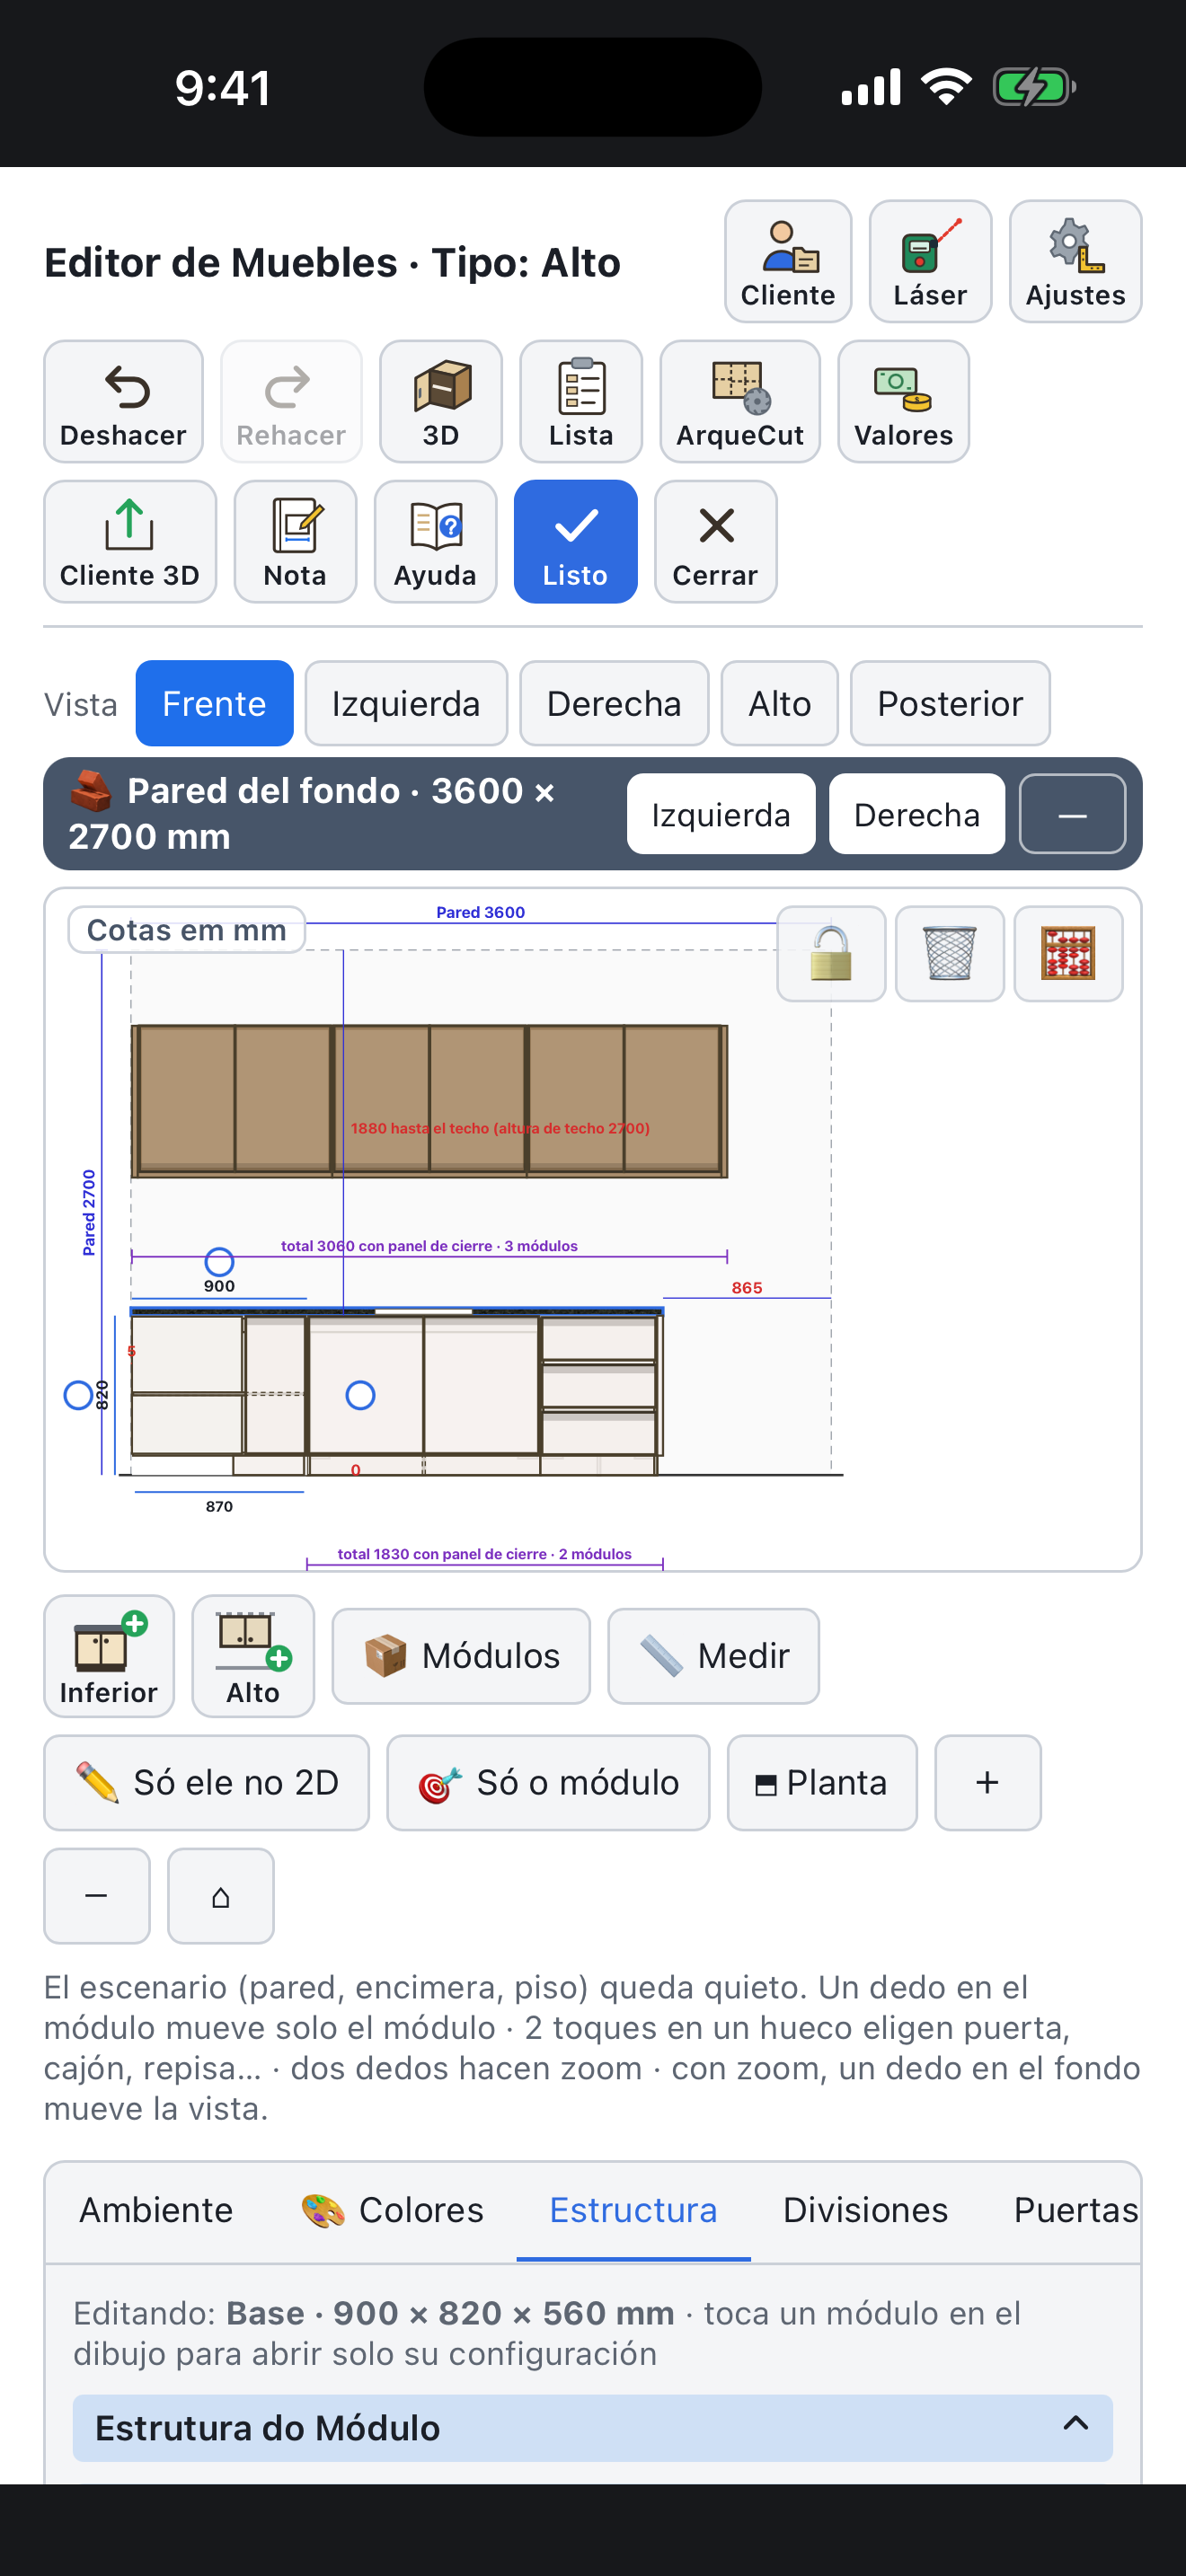 9:41
Editor de Muebles · Tipo: Alto
Cliente
Láser
Ajustes
Deshacer
Rehacer
3D
Lista
ArqueCut
Valores
Cliente 3D
Nota
Ayuda
Listo
Cerrar
Vista
Frente
Izquierda
Derecha
Alto
Posterior
Pared del fondo · 3600 ×
2700 mm
Izquierda
Derecha
—
Cotas em mm
Pared 3600
Pared 2700
1880 hasta el techo (altura de techo 2700)
total 3060 con panel de cierre · 3 módulos
900
865
5
820
0
870
total 1830 con panel de cierre · 2 módulos
Inferior
Alto
Módulos
Medir
Só ele no 2D
Só o módulo
Planta
+
−
El escenario (pared, encimera, piso) queda quieto. Un dedo en el
módulo mueve solo el módulo · 2 toques en un hueco eligen puerta,
cajón, repisa... · dos dedos hacen zoom · con zoom, un dedo en el fondo
mueve la vista.
Ambiente
Colores
Estructura
Divisiones
Puertas
Editando: Base · 900 × 820 × 560 mm · toca un módulo en el
dibujo para abrir solo su configuración
Estrutura do Módulo